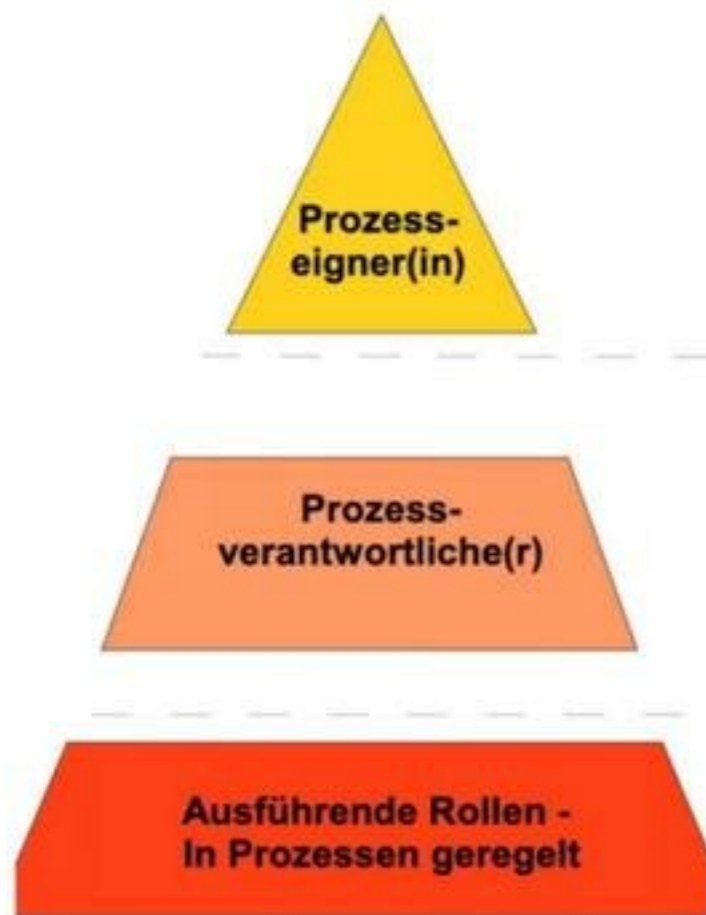 Prozess-
eigner(in)
Prozess-
verantwortliche(r)
Ausführende Rollen -
In Prozessen geregelt